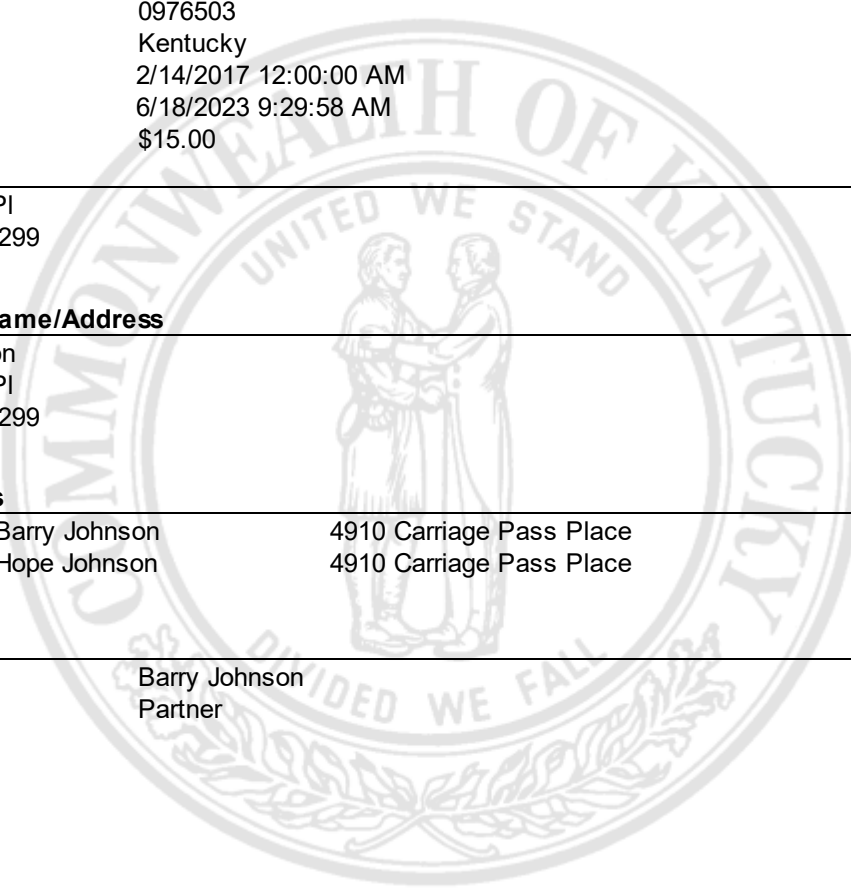 0976503
Kentucky
2/14/2017 12:00:00 AM
6/18/2023 9:29:58 AM
$15.00
Pl
299
ame/Address
on
Pl
299
s
Barry Johnson 4910 Carriage Pass Place
Hope Johnson 4910 Carriage Pass Place
Barry Johnson
Partner
COMMONWEALTH OF KENTUCKY
UNITED WE STAND
DIVIDED WE FALL